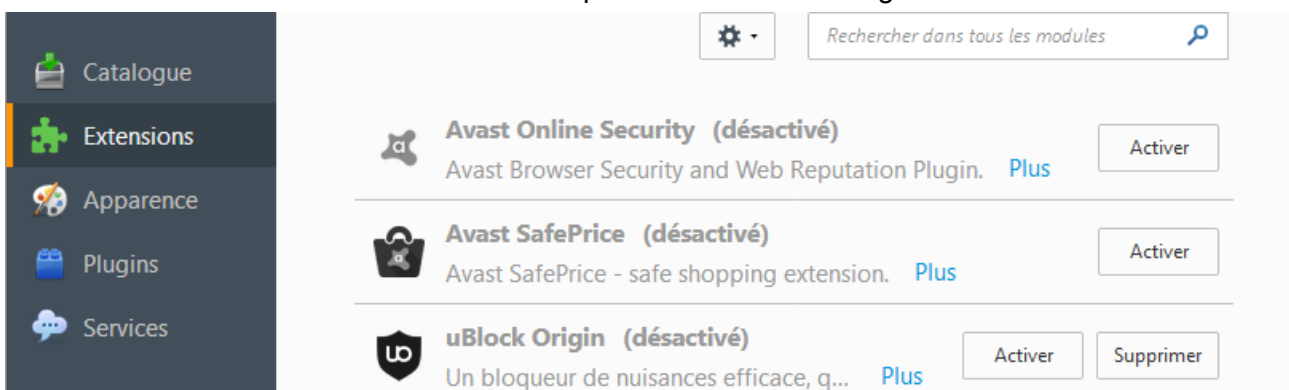 Rechercher dans tous les modules
Catalogue
Extensions
Apparence
Plugins
Services
Avast Online Security (désactivé)
Avast Browser Security and Web Reputation Plugin. Plus
Activer
Avast SafePrice (désactivé)
Avast SafePrice - safe shopping extension. Plus
Activer
uBlock Origin (désactivé)
Un bloqueur de nuisances efficace, q... Plus
Activer
Supprimer